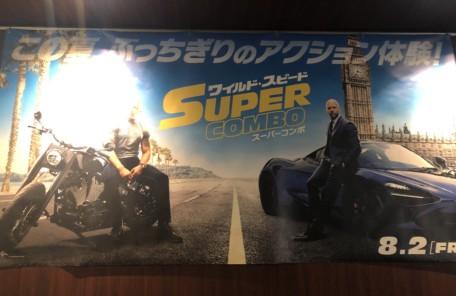 この夏、ぶっちぎりのアクション体験!
ワイルド・スピード
SUPER
COMBO
スーパーコンボ
8.2[FR